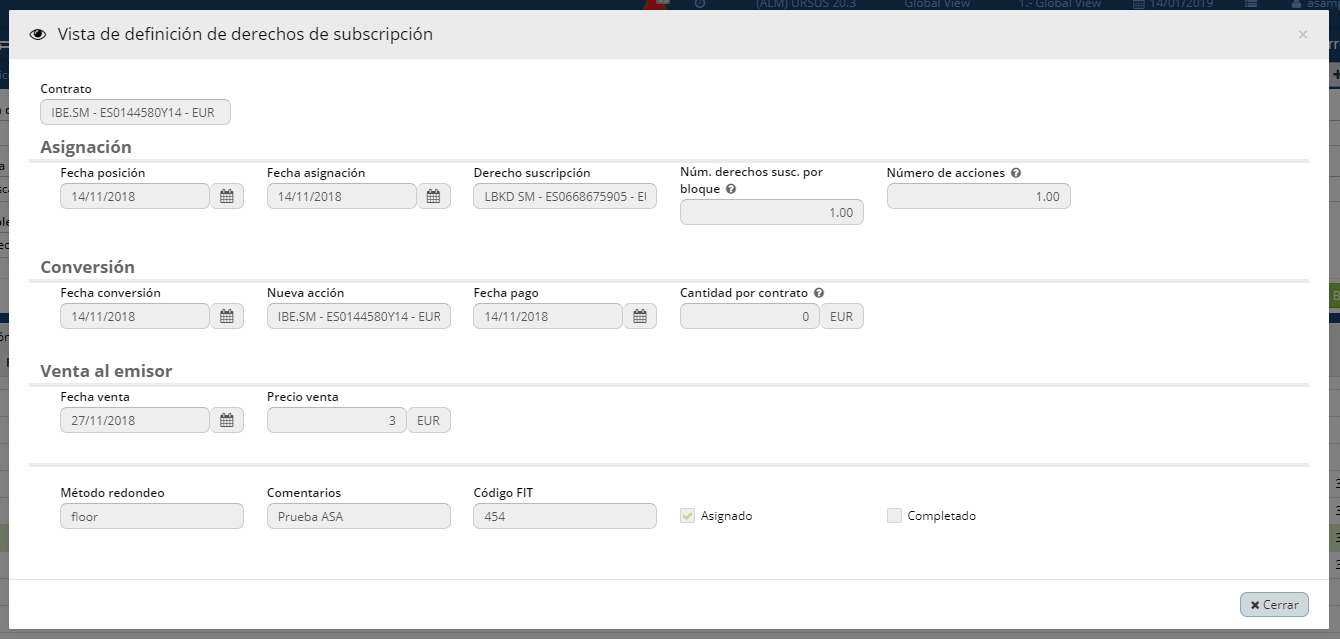 (ALM) URSUS 20.3 Global View 1.- Global View 14/01/2019
Vista de definición de derechos de subscripción ×
Contrato
IBE.SM - ES0144580Y14 - EUR
Asignación
Fecha posición Fecha asignación Derecho suscripción Núm. derechos susc. por Número de acciones
bloque
14/11/2018 14/11/2018 LBKD SM - ES0668675905 - EU 1.00 1.00
Conversión
Fecha conversión Nueva acción Fecha pago Cantidad por contrato
14/11/2018 IBE.SM - ES0144580Y14 - EUR 14/11/2018 0 EUR
Venta al emisor
Fecha venta Precio venta
27/11/2018 3 EUR
Método redondeo Comentarios Código FIT
floor Prueba ASA 454 Asignado Completado
Cerrar